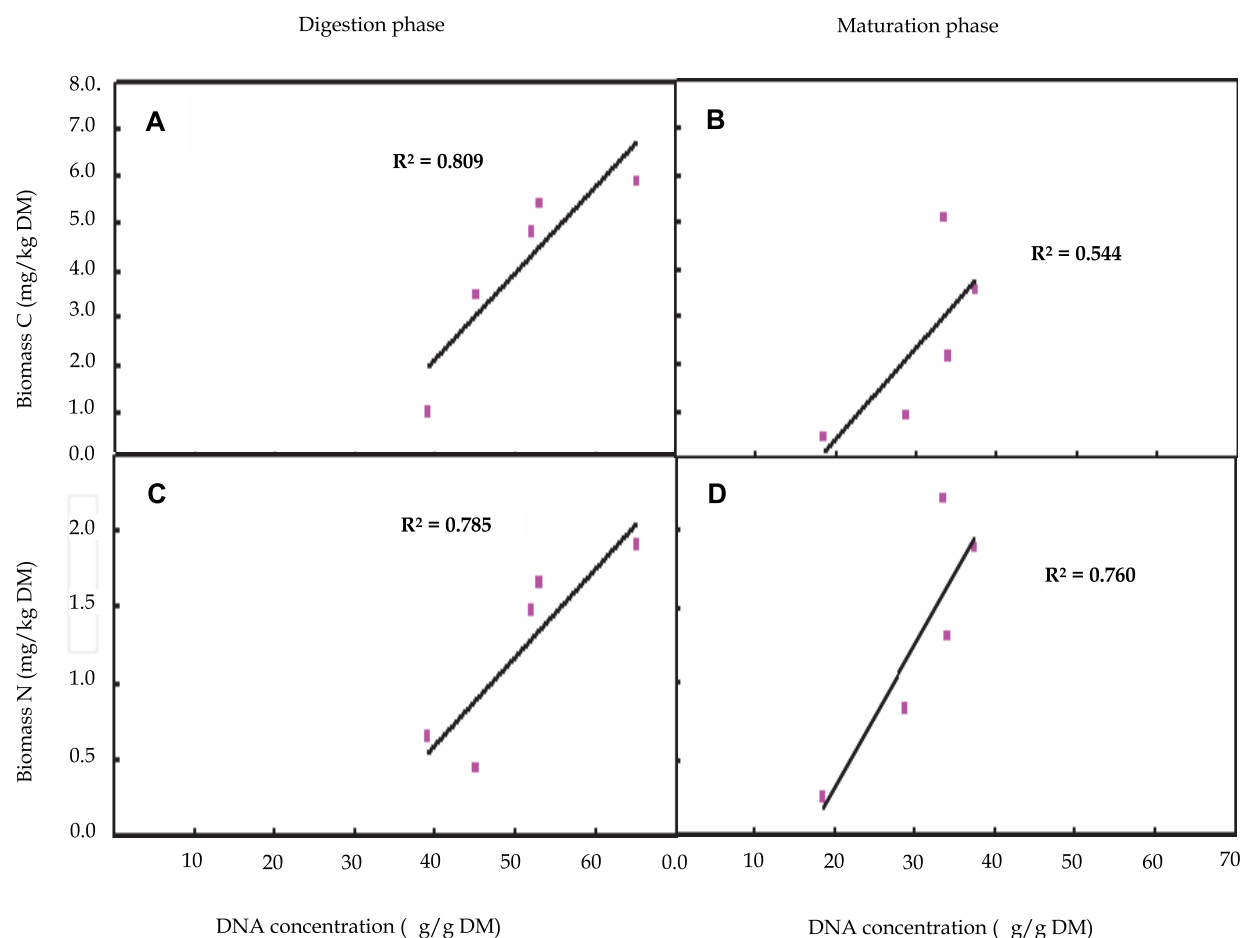 Digestion phase Maturation phase
8.0.
A B
7.0
R² = 0.809
6.0
5.0
R² = 0.544
4.0
3.0
2.0
1.0
0.0
Biomass C (mg/kg DM)
C D
R² = 0.785
2.0
R² = 0.760
1.5
1.0
0.5
0.0
Biomass N (mg/kg DM)
10 20 30 40 50 60 0.0 10 20 30 40 50 60 70
DNA concentration ( g/g DM) DNA concentration ( g/g DM)